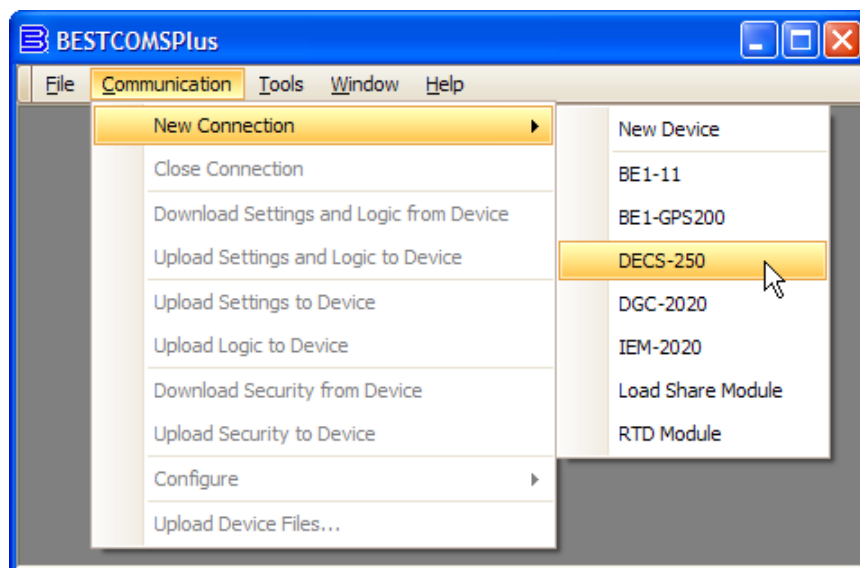 BESTCOMSPlus
File Communication Tools Window Help
New Connection
Close Connection
Download Settings and Logic from Device
Upload Settings and Logic to Device
Upload Settings to Device
Upload Logic to Device
Download Security from Device
Upload Security to Device
Configure
Upload Device Files...
New Device
BE1-11
BE1-GPS200
DECS-250
DGC-2020
IEM-2020
Load Share Module
RTD Module